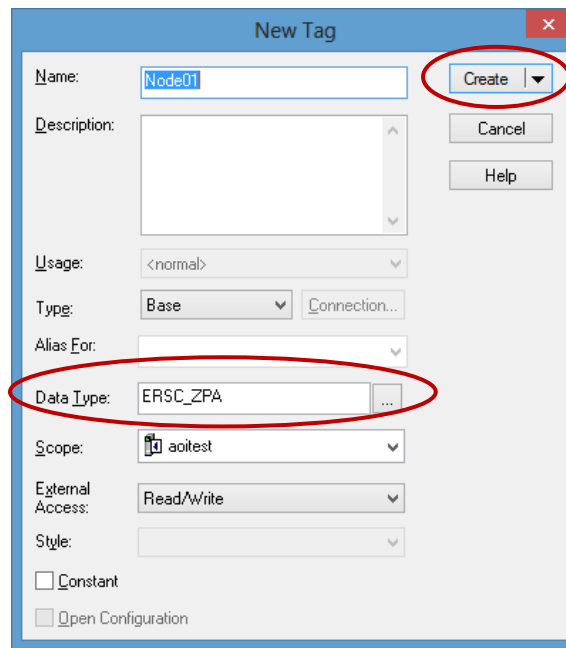 New Tag
Name: Node01 Create
Description: Cancel
Help
Usage: <normal>
Type: Base Connection...
Alias For:
Data Type: ERSC_ZPA ...
Scope: aoitest
External Access: Read/Write
Style:
Constant
Open Configuration